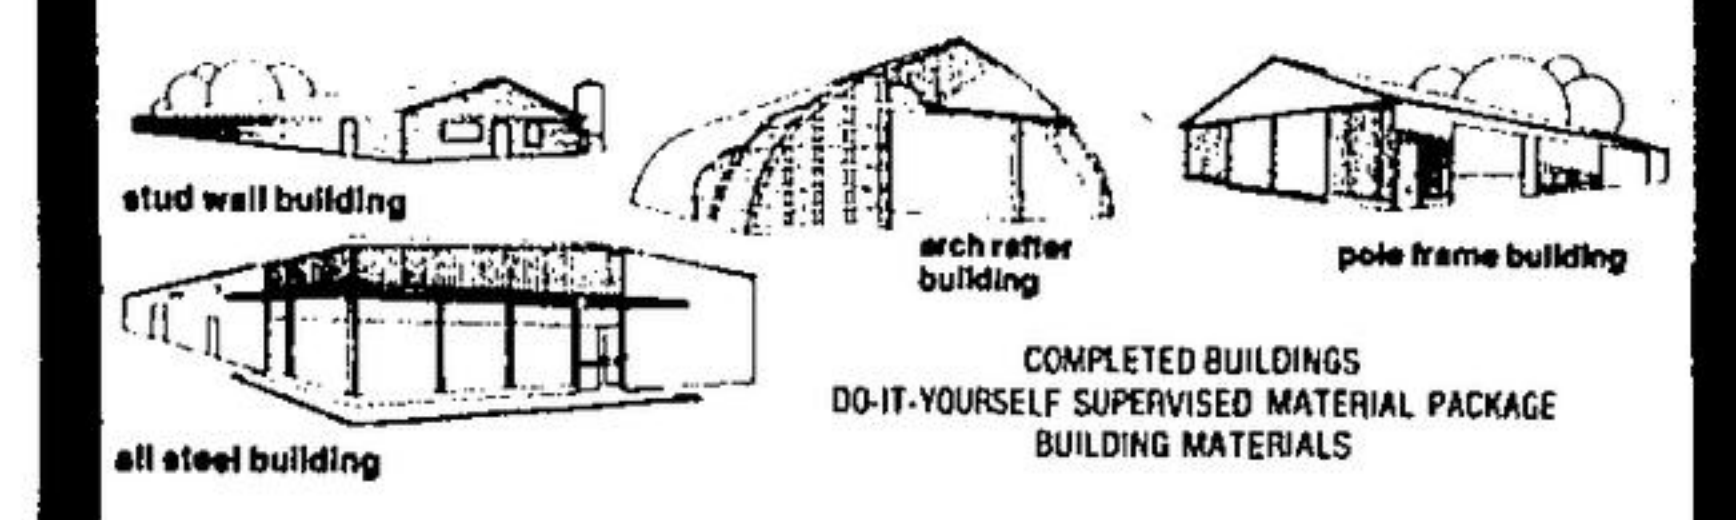 stud wall building
arch rafter
building
pole frame building
all steel building
COMPLETED BUILDINGS
DO-IT-YOURSELF SUPERVISED MATERIAL PACKAGE
BUILDING MATERIALS